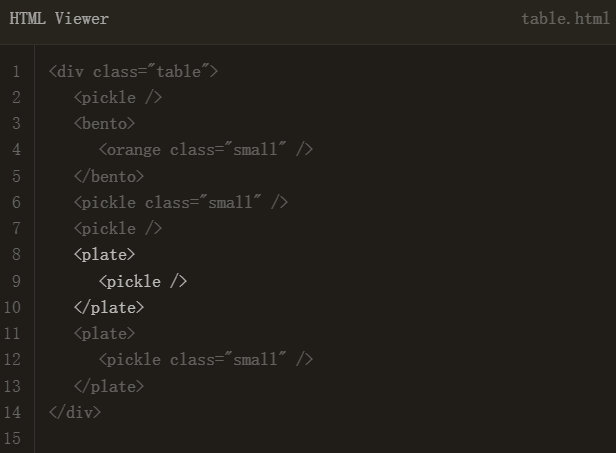 HTML Viewer table.html
1 <div class="table">
2 <pickle />
3 <bento>
4 <orange class="small" />
5 </bento>
6 <pickle class="small" />
7 <pickle />
8 <plate>
9 <pickle />
10 </plate>
11 <plate>
12 <pickle class="small" />
13 </plate>
14 </div>
15